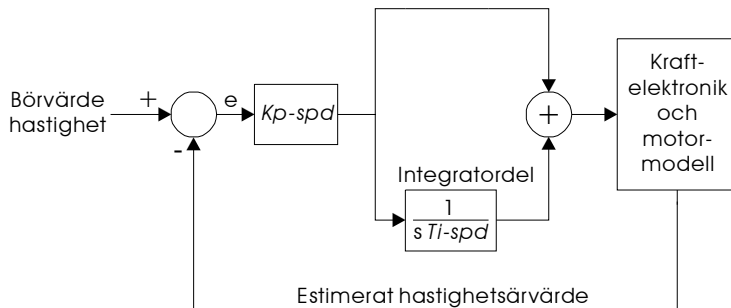 Börvärde
hastighet
+
-
e
Kp-spd
Integratordel
1
s Ti-spd
+
Kraft-
elektronik
och
motor-
modell
Estimerat hastighetsärvärde